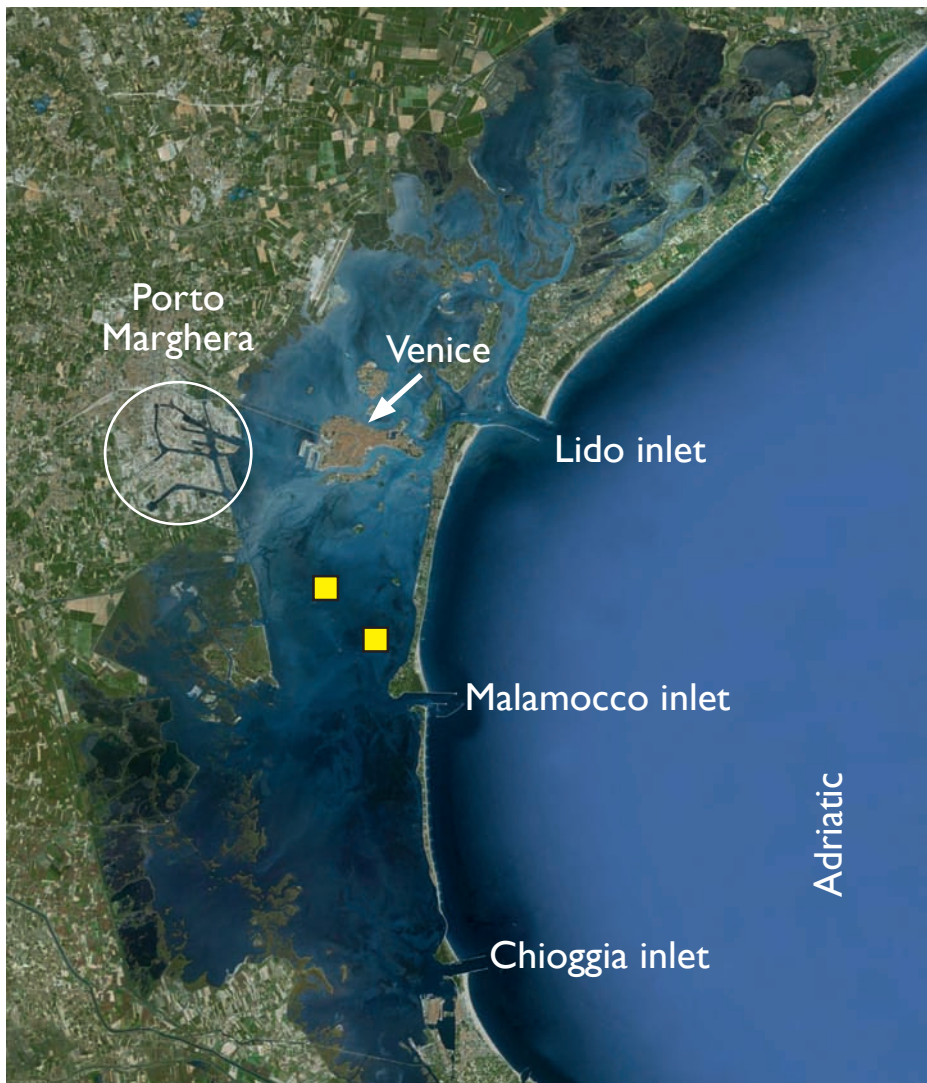 Porto
Marghera
Venice
Lido inlet
Malamocco inlet
Adriatic
Chioggia inlet